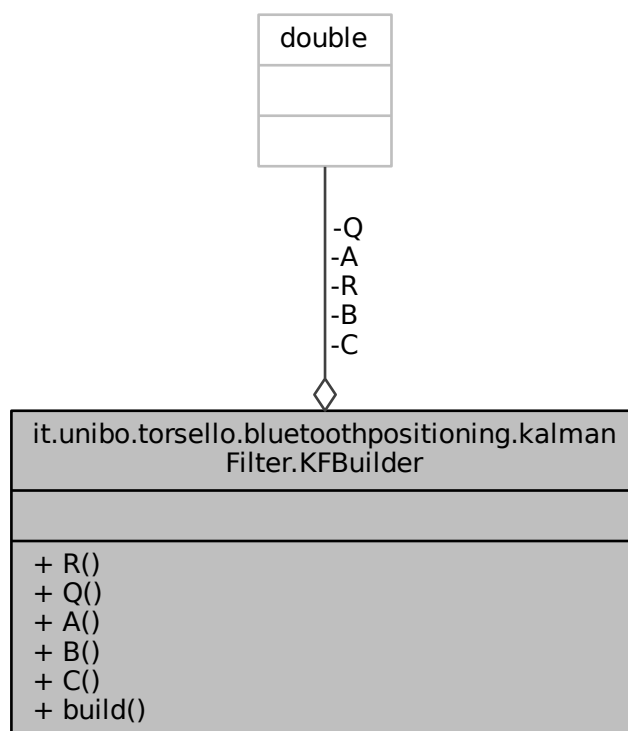 double
-Q
-A
-R
-B
-C
it.unibo.torsello.bluetoothpositioning.kalman
Filter.KFBuilder
+ R()
+ Q()
+ A()
+ B()
+ C()
+ build()